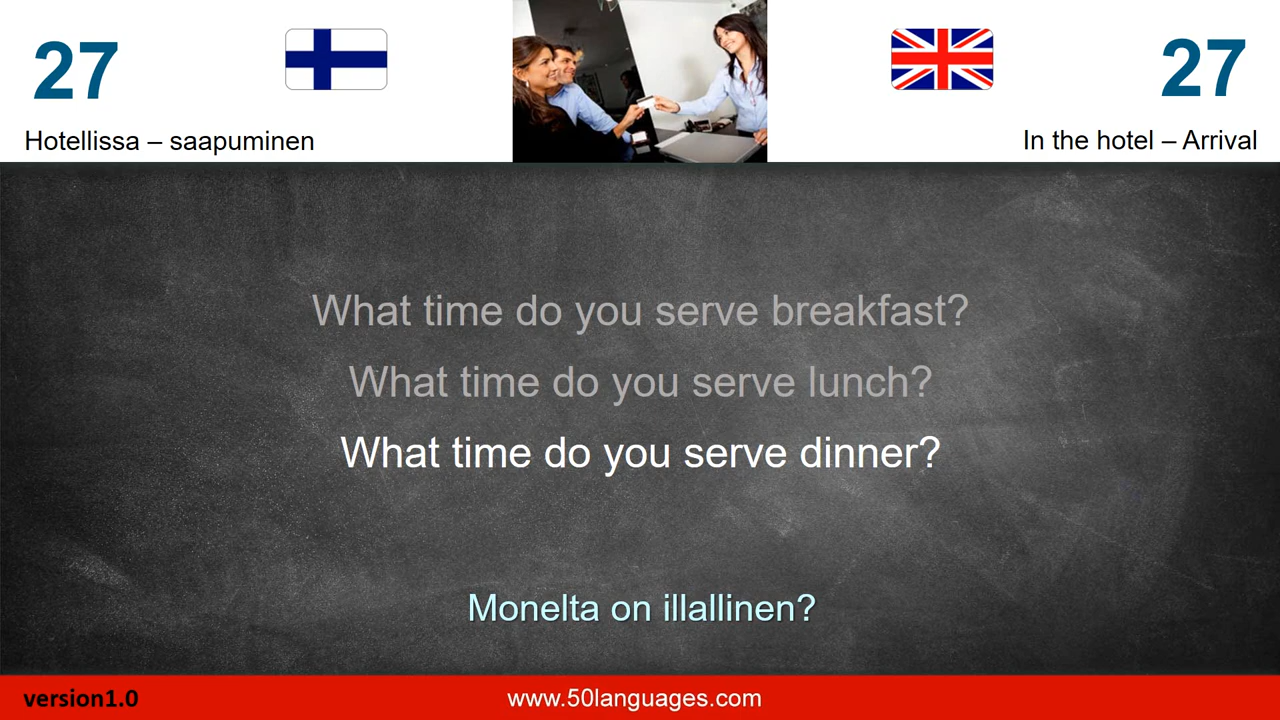 27
27
Hotellissa – saapuminen
In the hotel – Arrival
What time do you serve breakfast?
What time do you serve lunch?
What time do you serve dinner?
Monelta on illallinen?
version1.0
www.50languages.com